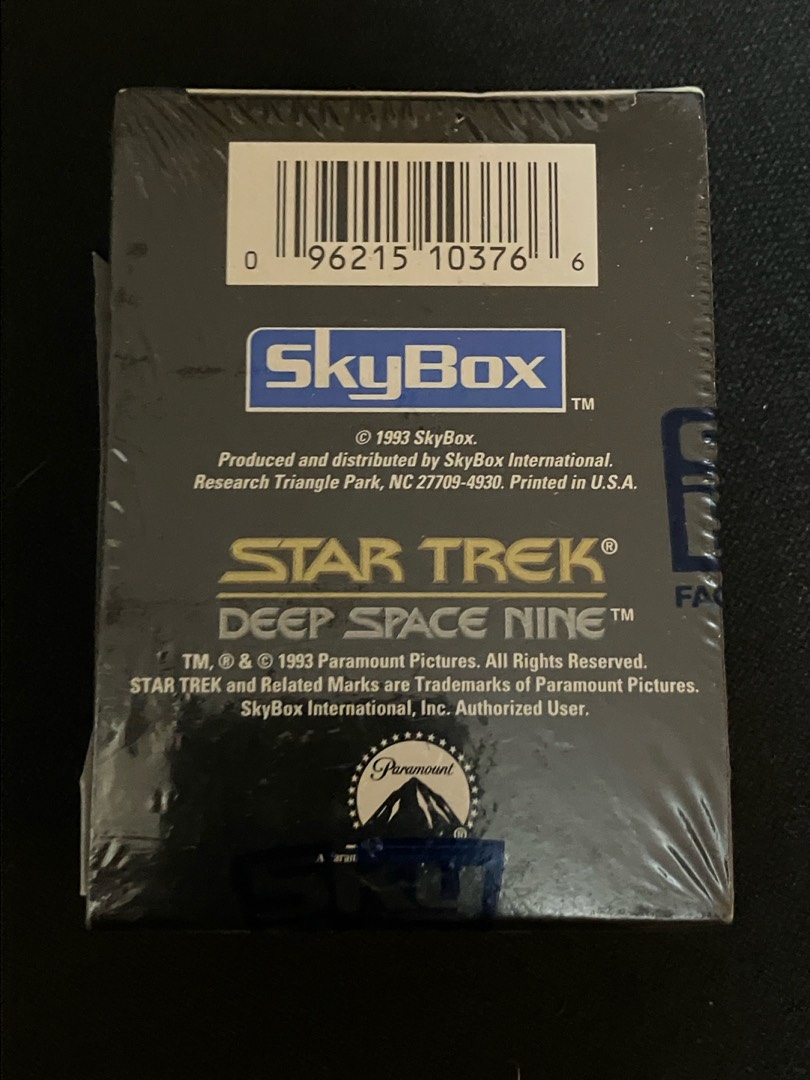 0 96215 10376 6
SkyBox TM
© 1993 SkyBox.
Produced and distributed by SkyBox International.
Research Triangle Park, NC 27709-4930. Printed in U.S.A.
STAR TREK®
DEEP SPACE NINE™
TM, ® & © 1993 Paramount Pictures. All Rights Reserved.
STAR TREK and Related Marks are Trademarks of Paramount Pictures.
SkyBox International, Inc. Authorized User.
Paramount
®